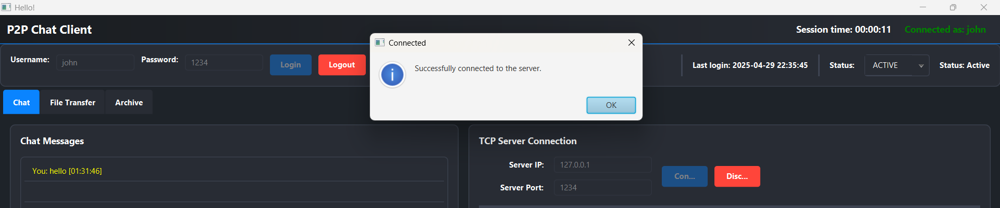 Hello!
P2P Chat Client
Session time: 00:00:11 Connected as: john
Connected
Successfully connected to the server.
OK
Username: john Password: 1234 Login Logout
Last login: 2025-04-29 22:35:45 Status: ACTIVE Status: Active
Chat File Transfer Archive
Chat Messages
You: hello [01:31:46]
TCP Server Connection
Server IP: 127.0.0.1
Con... Disc...
Server Port: 1234